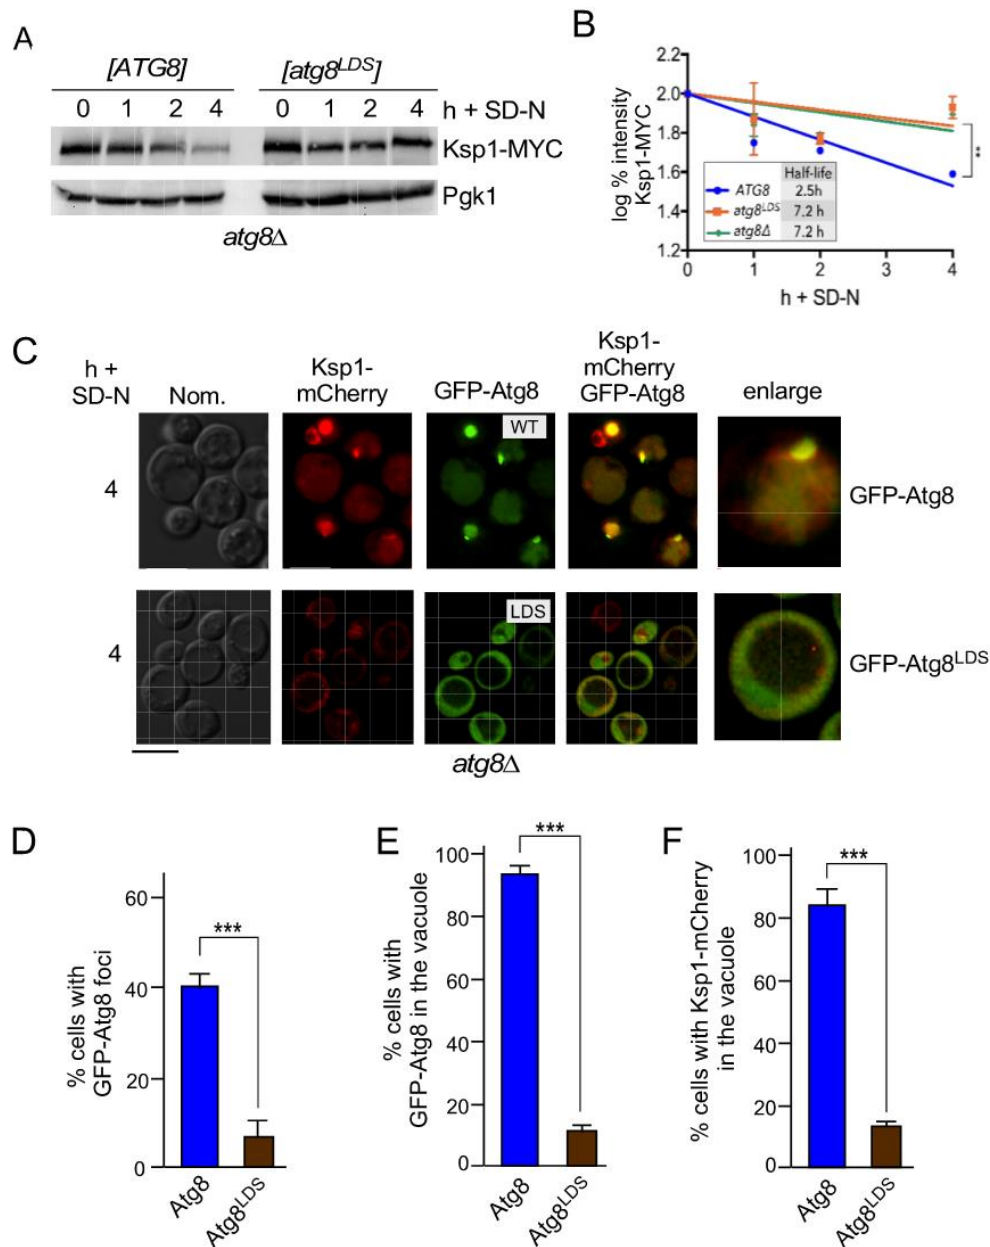 A
[ATG8] [atg8LDS]
0 1 2 4 0 1 2 4 h + SD-N
Ksp1-MYC
Pgk1
atg8Δ
B
log % intensity
Ksp1-MYC
2.2
2.0
1.8
1.6
1.4
1.2
Half-life
ATG8 2.5h
atg8LDS 7.2 h
atg8Δ 7.2 h
**
0 1 2 3 4
h + SD-N
C
h +
SD-N
Nom.
Ksp1-
mCherry
GFP-Atg8
Ksp1-
mCherry
GFP-Atg8
enlarge
4
WT
GFP-Atg8
4
LDS
GFP-Atg8LDS
atg8Δ
D
% cells with
GFP-Atg8 foci
60
40
20
0
***
Atg8
Atg8LDS
E
% cells with
GFP-Atg8 in the vacuole
100
80
60
40
20
0
***
Atg8
Atg8LDS
F
% cells with Ksp1-mCherry
in the vacuole
100
80
60
40
20
0
***
Atg8
Atg8LDS